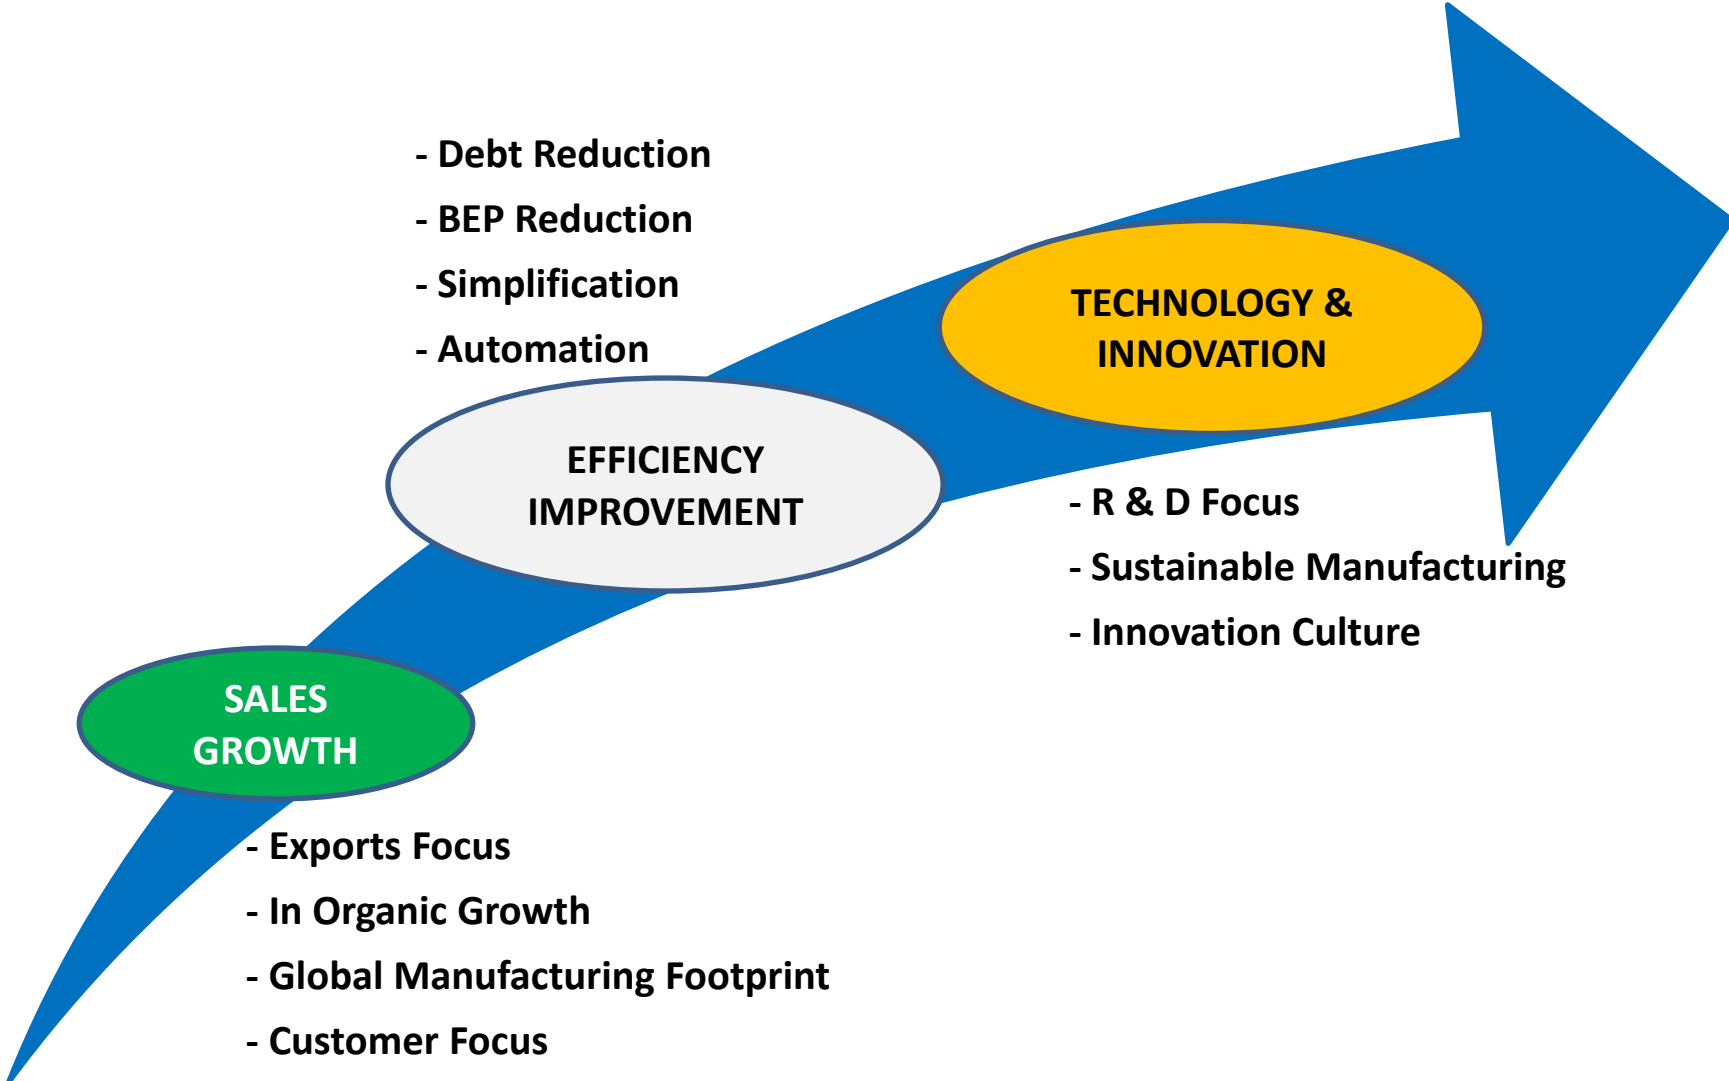 - Debt Reduction
- BEP Reduction
- Simplification
- Automation
TECHNOLOGY &
INNOVATION
EFFICIENCY
IMPROVEMENT
- R & D Focus
- Sustainable Manufacturing
- Innovation Culture
SALES
GROWTH
- Exports Focus
- In Organic Growth
- Global Manufacturing Footprint
- Customer Focus